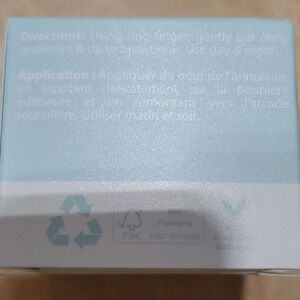 Directions: Using ring finger, gently pat onto
undereye & up to brow bone. Use day & night.
Application : Appliquer du bout de l'annulaire,
en tapotant délicatement sur la paupière
inférieure et en remontant vers l'arcade
sourcilière. Utiliser matin et soir.
FSC
MIX
Packaging